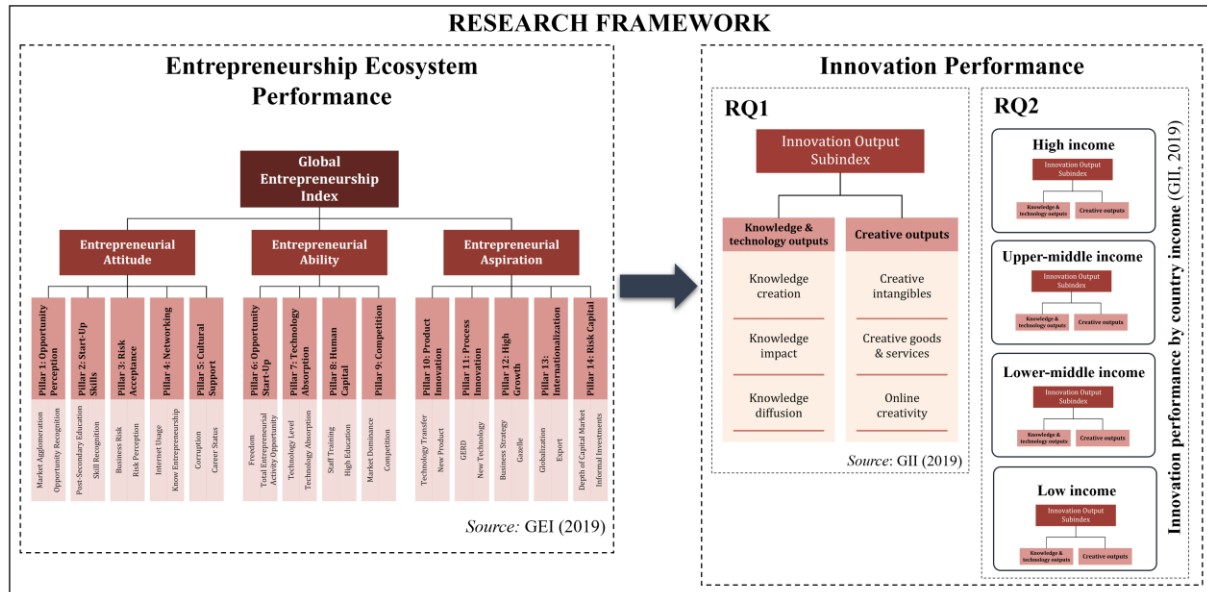 RESEARCH FRAMEWORK
Entrepreneurship Ecosystem
Performance
Global
Entrepreneurship
Index
Entrepreneurial
Attitude
Entrepreneurial
Ability
Entrepreneurial
Aspiration
Pillar 1: Opportunity
Perception
Pillar 2: Start-Up
Skills
Pillar 3: Risk
Acceptance
Pillar 4: Networking
Pillar 5: Cultural
Support
Pillar 6: Opportunity
Start-Up
Pillar 7: Technology
Absorption
Pillar 8: Human
Capital
Pillar 9: Competition
Pillar 10: Product
Innovation
Pillar 11: Process
Innovation
Pillar 12: High
Growth
Pillar 13:
Internationalization
Pillar 14: Risk Capital
Market Agglomeration
Opportunity Recognition
Post-Secondary Education
Skill Recognition
Business Risk
Risk Perception
Internet Usage
Know Entrepreneurship
Corruption
Career Status
Freedom
Total Entrepreneurial
Activity Opportunity
Technology Level
Technology Absorption
Staff Training
High Education
Market Dominance
Competition
Technology Transfer
New Product
GERD
New Technology
Business Strategy
Gazelle
Globalization
Export
Depth of Capital Market
Informal Investments
Source: GEI (2019)
Innovation Performance
RQ1
Innovation Output
Subindex
Knowledge &
technology outputs
Creative outputs
Knowledge
creation
Creative
intangibles
Knowledge
impact
Creative goods
& services
Knowledge
diffusion
Online
creativity
Source: GII (2019)
RQ2
High income
Innovation Output
Subindex
Knowledge &
technology outputs
Creative outputs
Upper-middle income
Innovation Output
Subindex
Knowledge &
technology outputs
Creative outputs
Lower-middle income
Innovation Output
Subindex
Knowledge &
technology outputs
Creative outputs
Low income
Innovation Output
Subindex
Knowledge &
technology outputs
Creative outputs
Innovation performance by country income (GII, 2019)